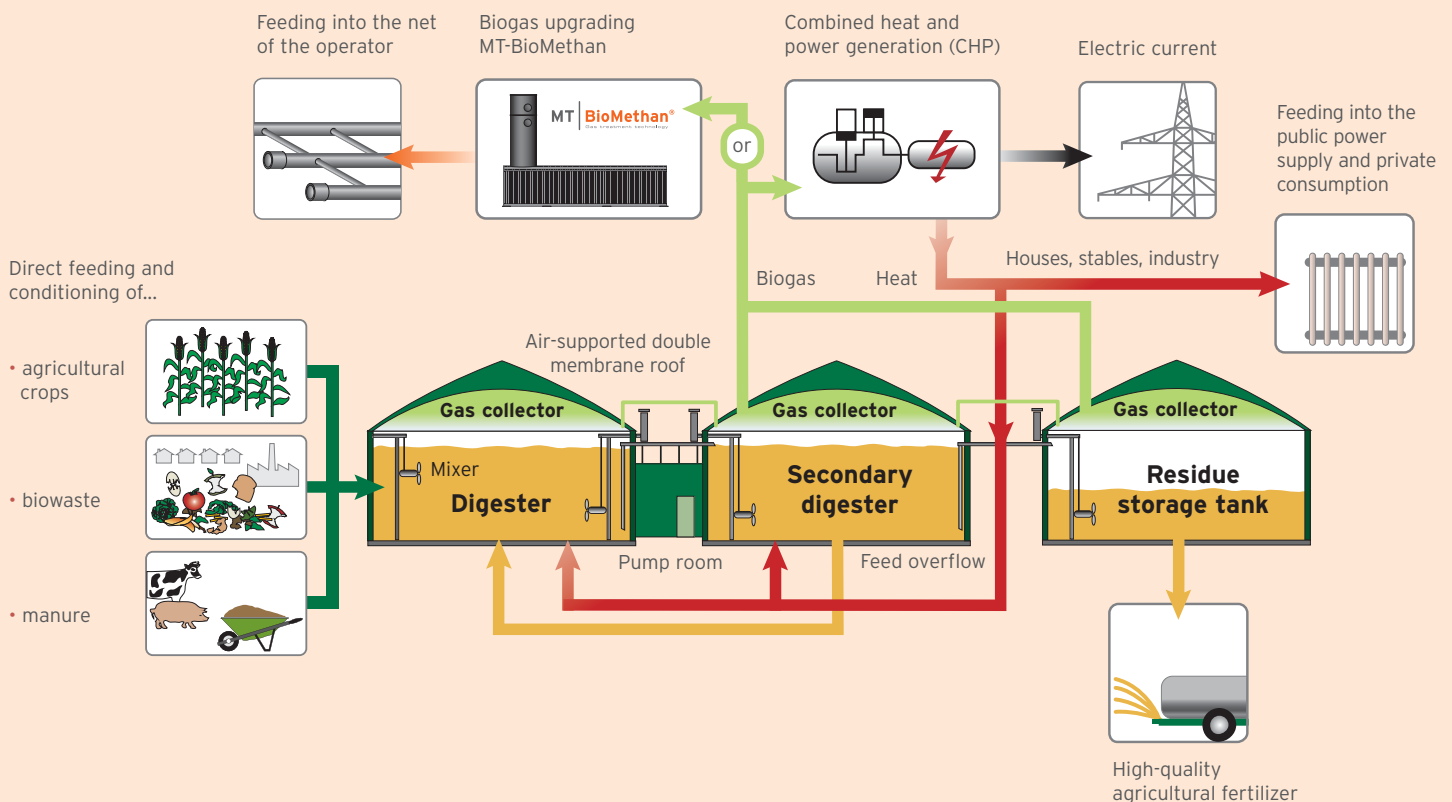 Feeding into the net
of the operator
Biogas upgrading
MT-BioMethan
Combined heat and
power generation (CHP)
Electric current
Feeding into the
public power
supply and private
consumption
MT BioMethan®
Gas treatment technology
or
Direct feeding and
conditioning of...
Biogas
Heat
Houses, stables, industry
• agricultural
crops
• biowaste
• manure
Air-supported double
membrane roof
Gas collector
Gas collector
Gas collector
Mixer
Digester
Secondary
digester
Residue
storage tank
Pump room
Feed overflow
High-quality
agricultural fertilizer